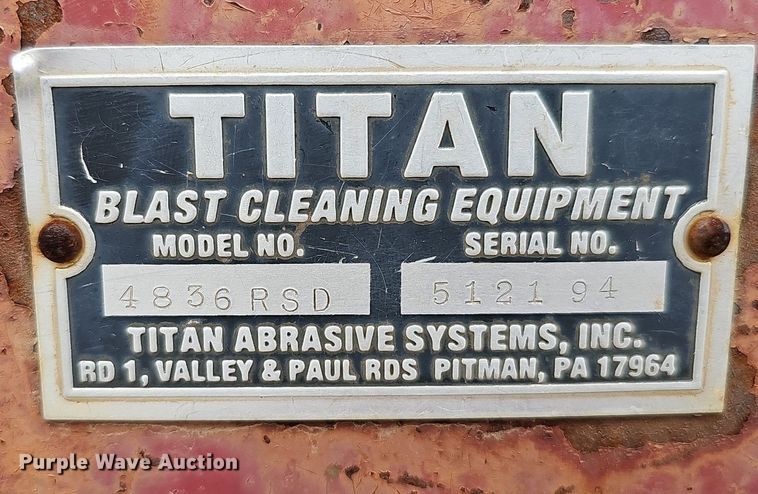 TITAN
BLAST CLEANING EQUIPMENT
MODEL NO. SERIAL NO.
4836RSD 512194
TITAN ABRASIVE SYSTEMS, INC.
RD 1, VALLEY & PAUL RDS PITMAN, PA 17964
Purple Wave Auction